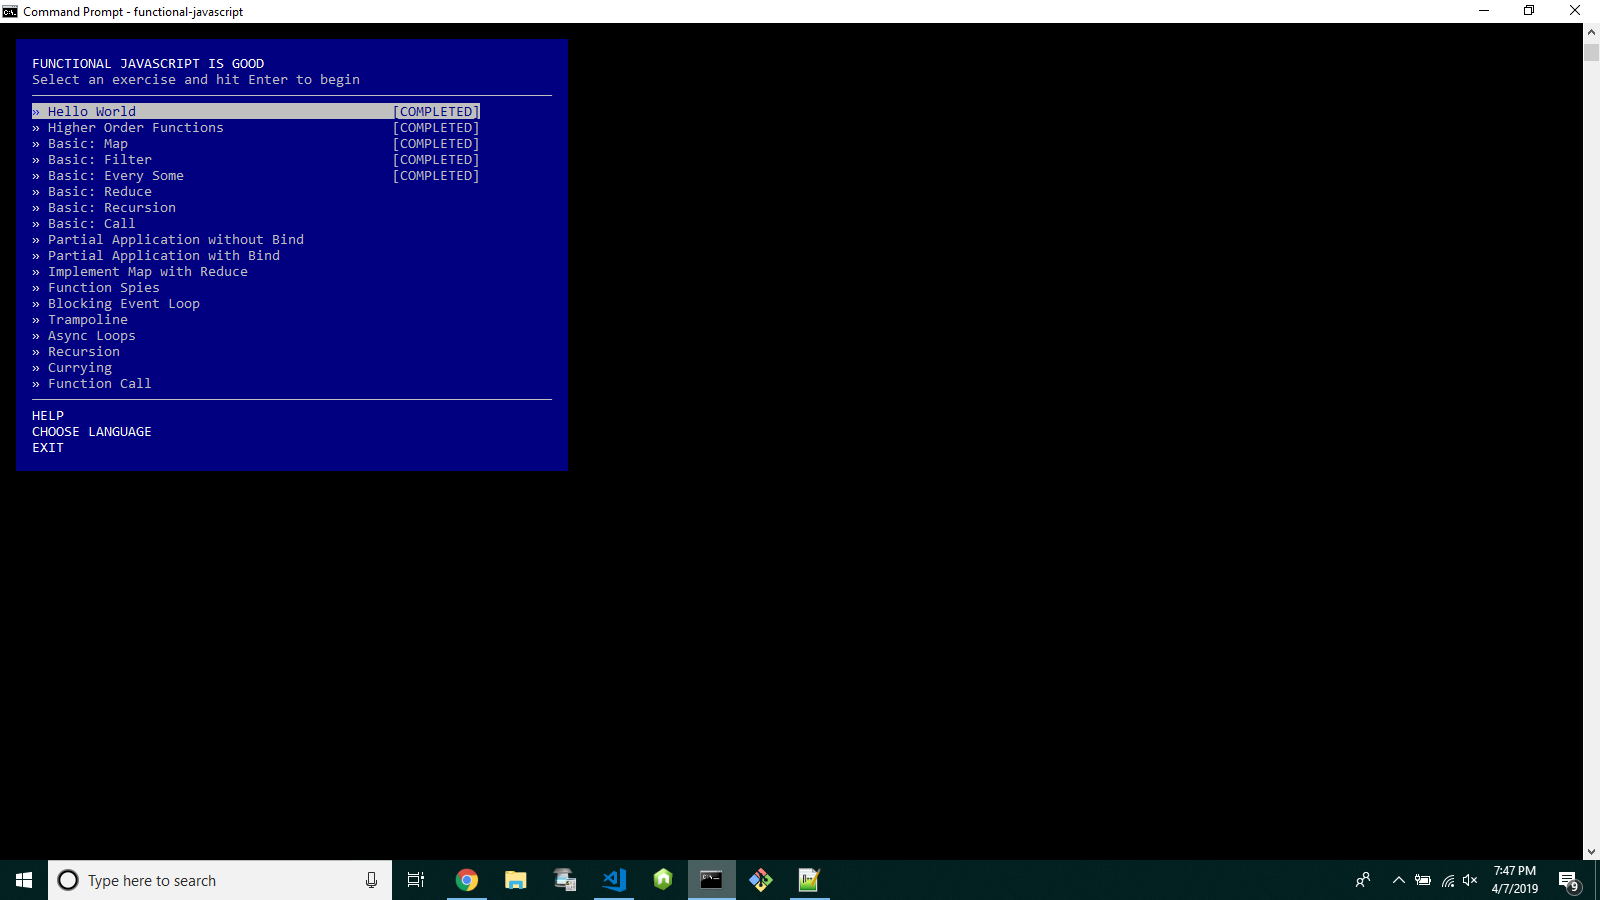 Command Prompt - functional-javascript
FUNCTIONAL JAVASCRIPT IS GOOD
Select an exercise and hit Enter to begin
» Hello World [COMPLETED]
» Higher Order Functions [COMPLETED]
» Basic: Map [COMPLETED]
» Basic: Filter [COMPLETED]
» Basic: Every Some [COMPLETED]
» Basic: Reduce
» Basic: Recursion
» Basic: Call
» Partial Application without Bind
» Partial Application with Bind
» Implement Map with Reduce
» Function Spies
» Blocking Event Loop
» Trampoline
» Async Loops
» Recursion
» Currying
» Function Call
HELP
CHOOSE LANGUAGE
EXIT
Type here to search
7:47 PM
4/7/2019
9